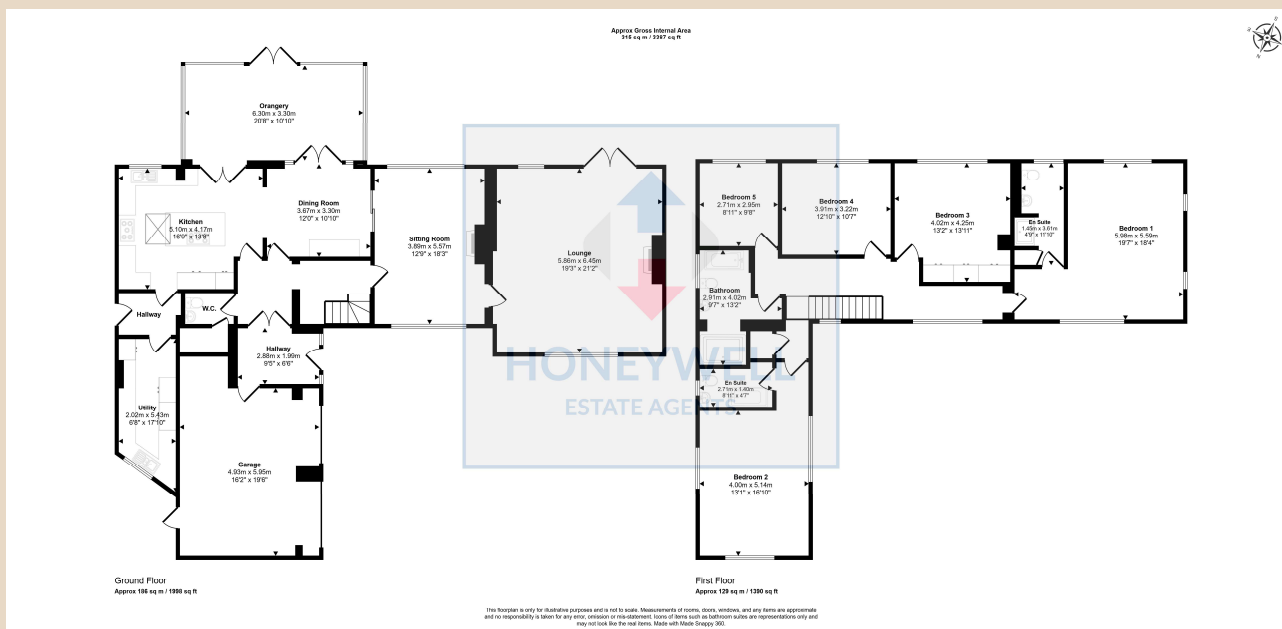 Approx Gross Internal Area
315 sq m / 3387 sq ft
Orangery
6.30m x 3.30m
20'8" x 10'10"
Kitchen
5.10m x 4.17m
16'9" x 13'8"
Dining Room
3.67m x 3.30m
12'0" x 10'10"
Sitting Room
3.89m x 5.57m
12'9" x 18'3"
Lounge
5.86m x 6.45m
19'3" x 21'2"
Hallway
W.C.
Hallway
2.88m x 1.99m
9'5" x 6'6"
Utility
2.02m x 5.43m
6'8" x 17'10"
Garage
4.93m x 5.95m
16'2" x 19'6"
Ground Floor
Approx 186 sq m / 1998 sq ft
Bedroom 5
2.71m x 2.95m
8'11" x 9'8"
Bedroom 4
3.91m x 3.22m
12'10" x 10'7"
Bedroom 3
4.02m x 4.25m
13'2" x 13'11"
En Suite
1.45m x 3.61m
4'9" x 11'10"
Bedroom 1
5.98m x 5.59m
19'7" x 18'4"
Bathroom
2.91m x 4.02m
9'7" x 13'2"
En Suite
2.71m x 1.40m
8'11" x 4'7"
Bedroom 2
4.00m x 5.14m
13'1" x 16'10"
First Floor
Approx 129 sq m / 1390 sq ft
HONEYWELL
ESTATE AGENTS
This floorplan is only for illustrative purposes and is not to scale. Measurements of rooms, doors, windows, and any items are approximate
and no responsibility is taken for any error, omission or mis-statement. Icons of items such as bathroom suites are representations only and
may not look like the real items. Made with Made Snappy 360.